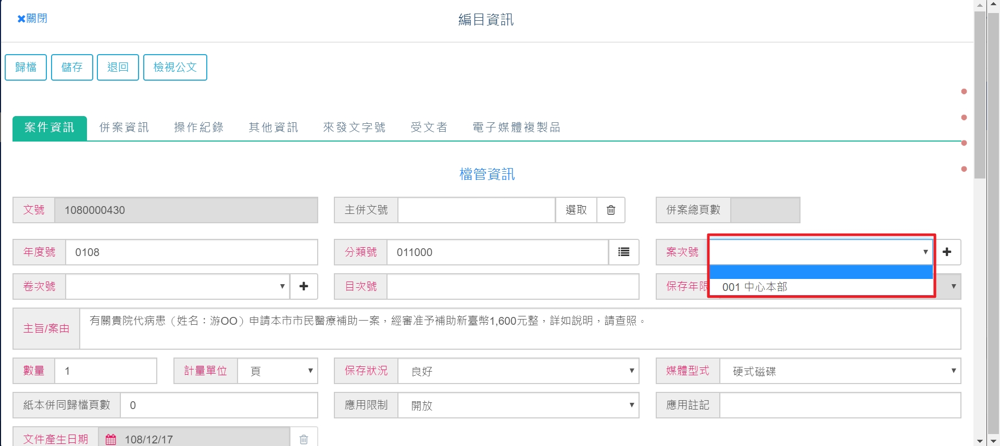 關閉
編目資訊
歸檔 儲存 退回 檢視公文
案件資訊 併案資訊 操作紀錄 其他資訊 來發文字號 受文者 電子媒體複製品
檔管資訊
文號 1080000430 主併文號 選取 併案總頁數
年度號 0108 分類號 011000 案次號
卷次號 目次號 保存年限 001 中心本部
主旨/案由 有關貴院代病患（姓名：游OO）申請本市市民醫療補助一案，經審准予補助新臺幣1,600元整，詳如說明，請查照。
數量 1 計量單位 頁 保存狀況 良好 媒體型式 硬式磁碟
紙本併同歸檔頁數 0 應用限制 開放 應用註記
文件產生日期 108/12/17